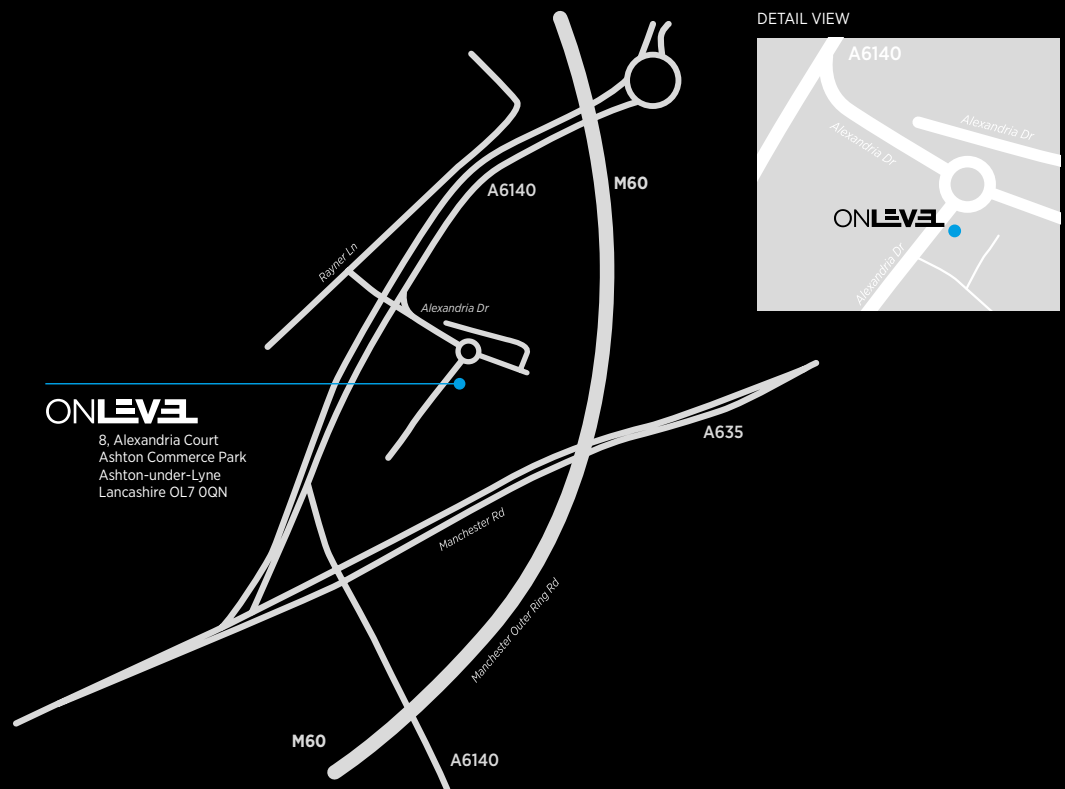 DETAIL VIEW
A6140
Alexandria Dr
Alexandria Dr
ONLEVEL
Alexandria Dr
A6140
M60
Rayner Ln
Alexandria Dr
ONLEVEL
8, Alexandria Court
Ashton Commerce Park
Ashton-under-Lyne
Lancashire OL7 0QN
A635
Manchester Rd
Manchester Outer Ring Rd
M60
A6140